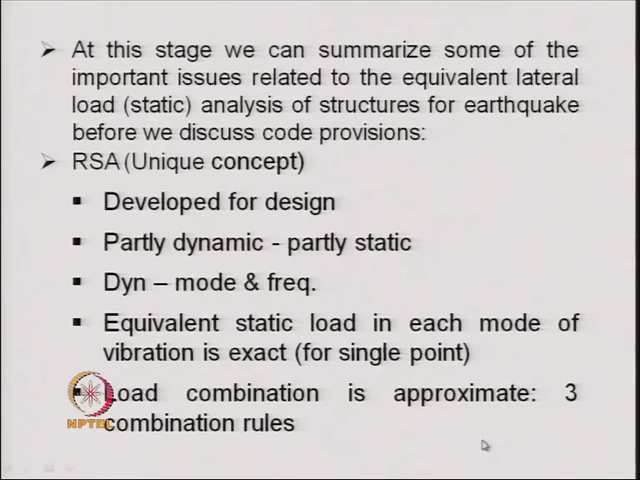 At this stage we can summarize some of the
important issues related to the equivalent lateral
load (static) analysis of structures for earthquake
before we discuss code provisions:
RSA (Unique concept)
Developed for design
Partly dynamic - partly static
Dyn – mode & freq.
Equivalent static load in each mode of
vibration is exact (for single point)
Load combination is approximate: 3
combination rules
NPTEL